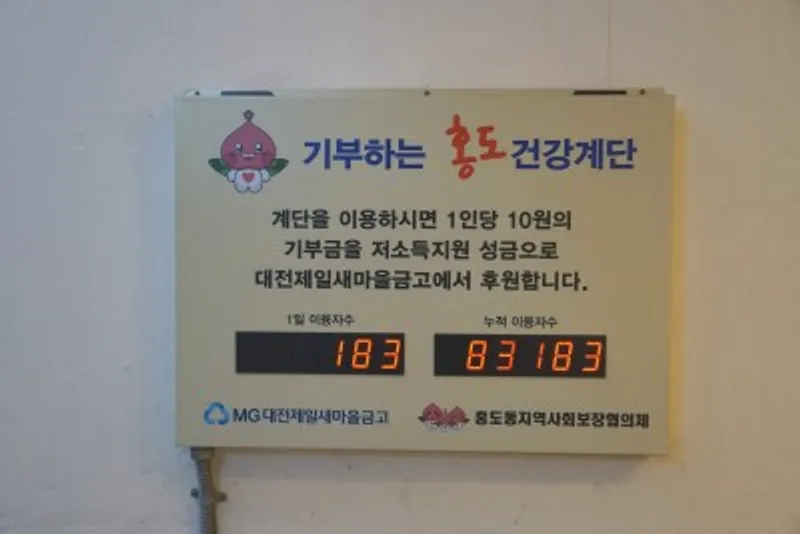 기부하는 홍도 건강계단
계단을 이용하시면 1인당 10원의
기부금을 저소득지원 성금으로
대전제일새마을금고에서 후원합니다.
1일 이용자수 누적 이용자수
183 83183
MG대전제일새마을금고 홍도동지역사회보장협의체